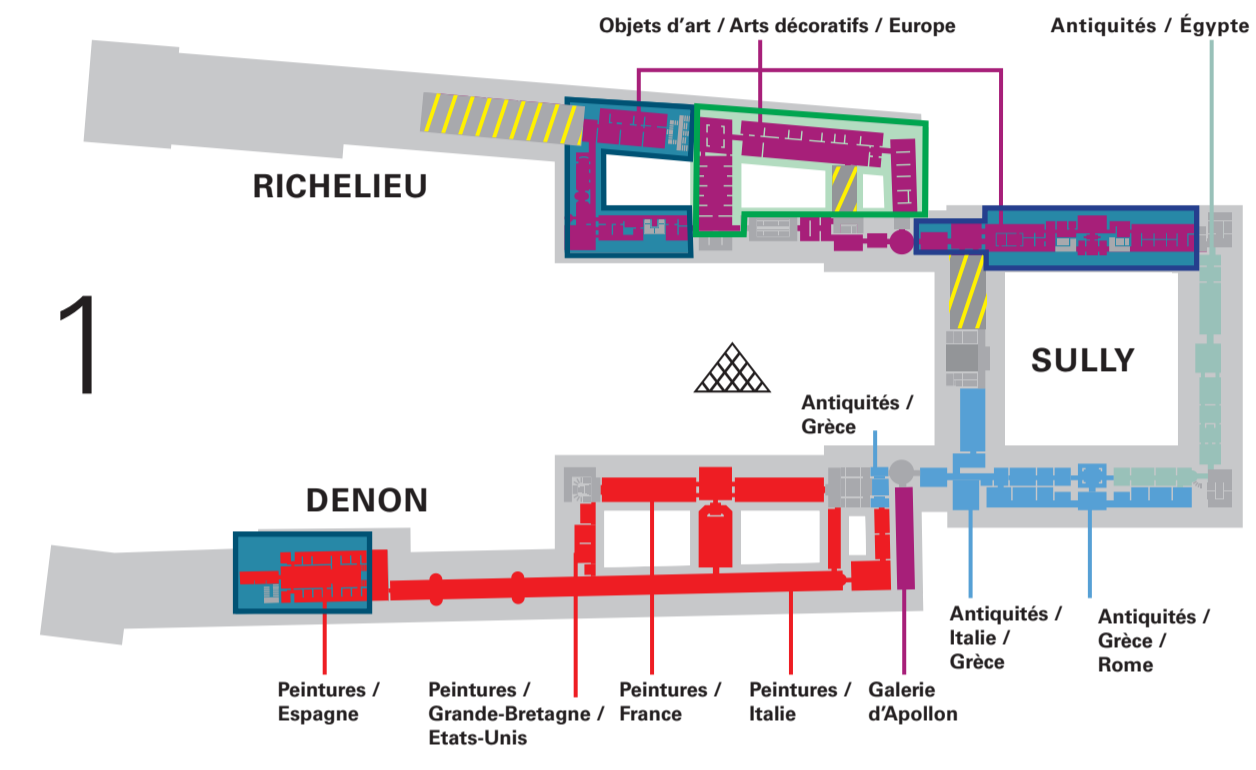 Objets d'art / Arts décoratifs / Europe
Antiquités / Égypte
RICHELIEU
1
SULLY
Antiquités /
Grèce
DENON
Antiquités /
Italie /
Grèce
Antiquités /
Grèce /
Rome
Peintures /
Espagne
Peintures /
Grande-Bretagne /
Etats-Unis
Peintures /
France
Peintures /
Italie
Galerie
d'Apollon